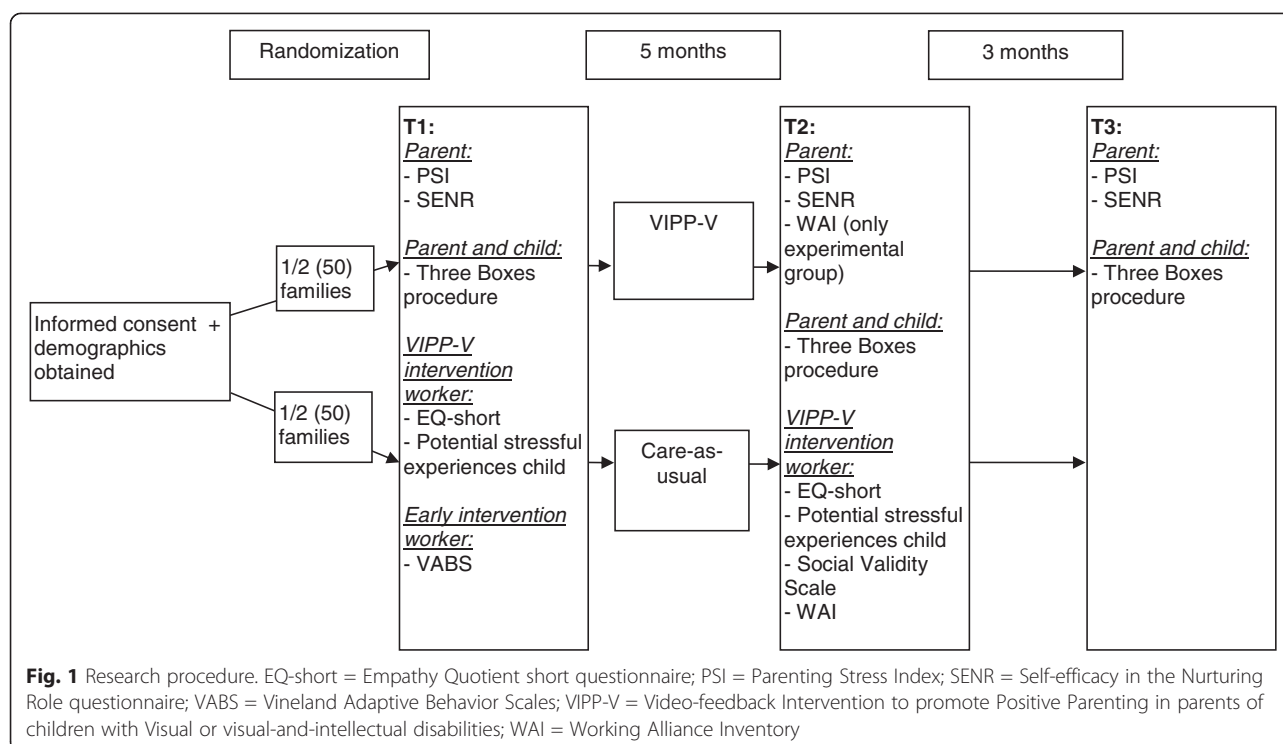 Randomization
5 months
3 months
Informed consent +
demographics
obtained
1/2 (50)
families
1/2 (50)
families
T1:
Parent:
- PSI
- SENR
Parent and child:
- Three Boxes
procedure
VIPP-V
intervention
worker:
- EQ-short
- Potential stressful
experiences child
Early intervention
worker:
- VABS
VIPP-V
Care-as-
usual
T2:
Parent:
- PSI
- SENR
- WAI (only
experimental
group)
Parent and child:
- Three Boxes
procedure
VIPP-V
intervention
worker:
- EQ-short
- Potential stressful
experiences child
- Social Validity
Scale
- WAI
T3:
Parent:
- PSI
- SENR
Parent and child:
- Three Boxes
procedure
Fig. 1 Research procedure. EQ-short = Empathy Quotient short questionnaire; PSI = Parenting Stress Index; SENR = Self-efficacy in the Nurturing
Role questionnaire; VABS = Vineland Adaptive Behavior Scales; VIPP-V = Video-feedback Intervention to promote Positive Parenting in parents of
children with Visual or visual-and-intellectual disabilities; WAI = Working Alliance Inventory